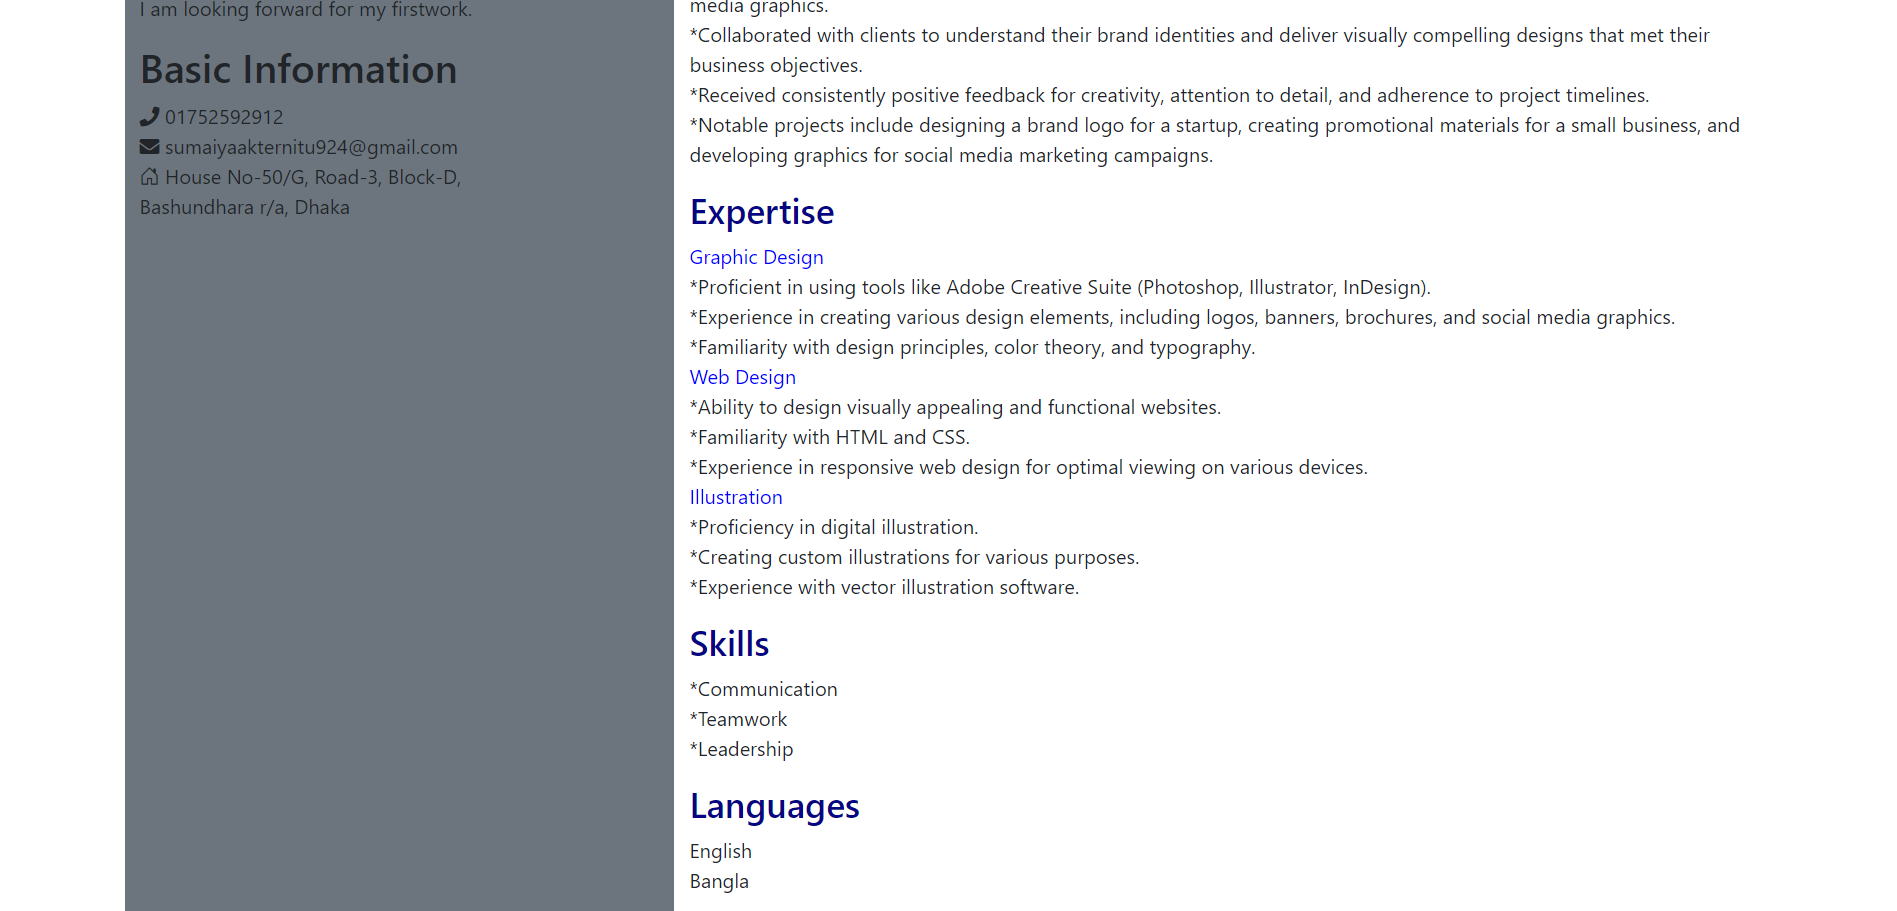 I am looking forward for my firstwork.
Basic Information
01752592912
sumaiyaakternitu924@gmail.com
House No-50/G, Road-3, Block-D,
Bashundhara r/a, Dhaka
media graphics.
*Collaborated with clients to understand their brand identities and deliver visually compelling designs that met their
business objectives.
*Received consistently positive feedback for creativity, attention to detail, and adherence to project timelines.
*Notable projects include designing a brand logo for a startup, creating promotional materials for a small business, and
developing graphics for social media marketing campaigns.
Expertise
Graphic Design
*Proficient in using tools like Adobe Creative Suite (Photoshop, Illustrator, InDesign).
*Experience in creating various design elements, including logos, banners, brochures, and social media graphics.
*Familiarity with design principles, color theory, and typography.
Web Design
*Ability to design visually appealing and functional websites.
*Familiarity with HTML and CSS.
*Experience in responsive web design for optimal viewing on various devices.
Illustration
*Proficiency in digital illustration.
*Creating custom illustrations for various purposes.
*Experience with vector illustration software.
Skills
*Communication
*Teamwork
*Leadership
Languages
English
Bangla